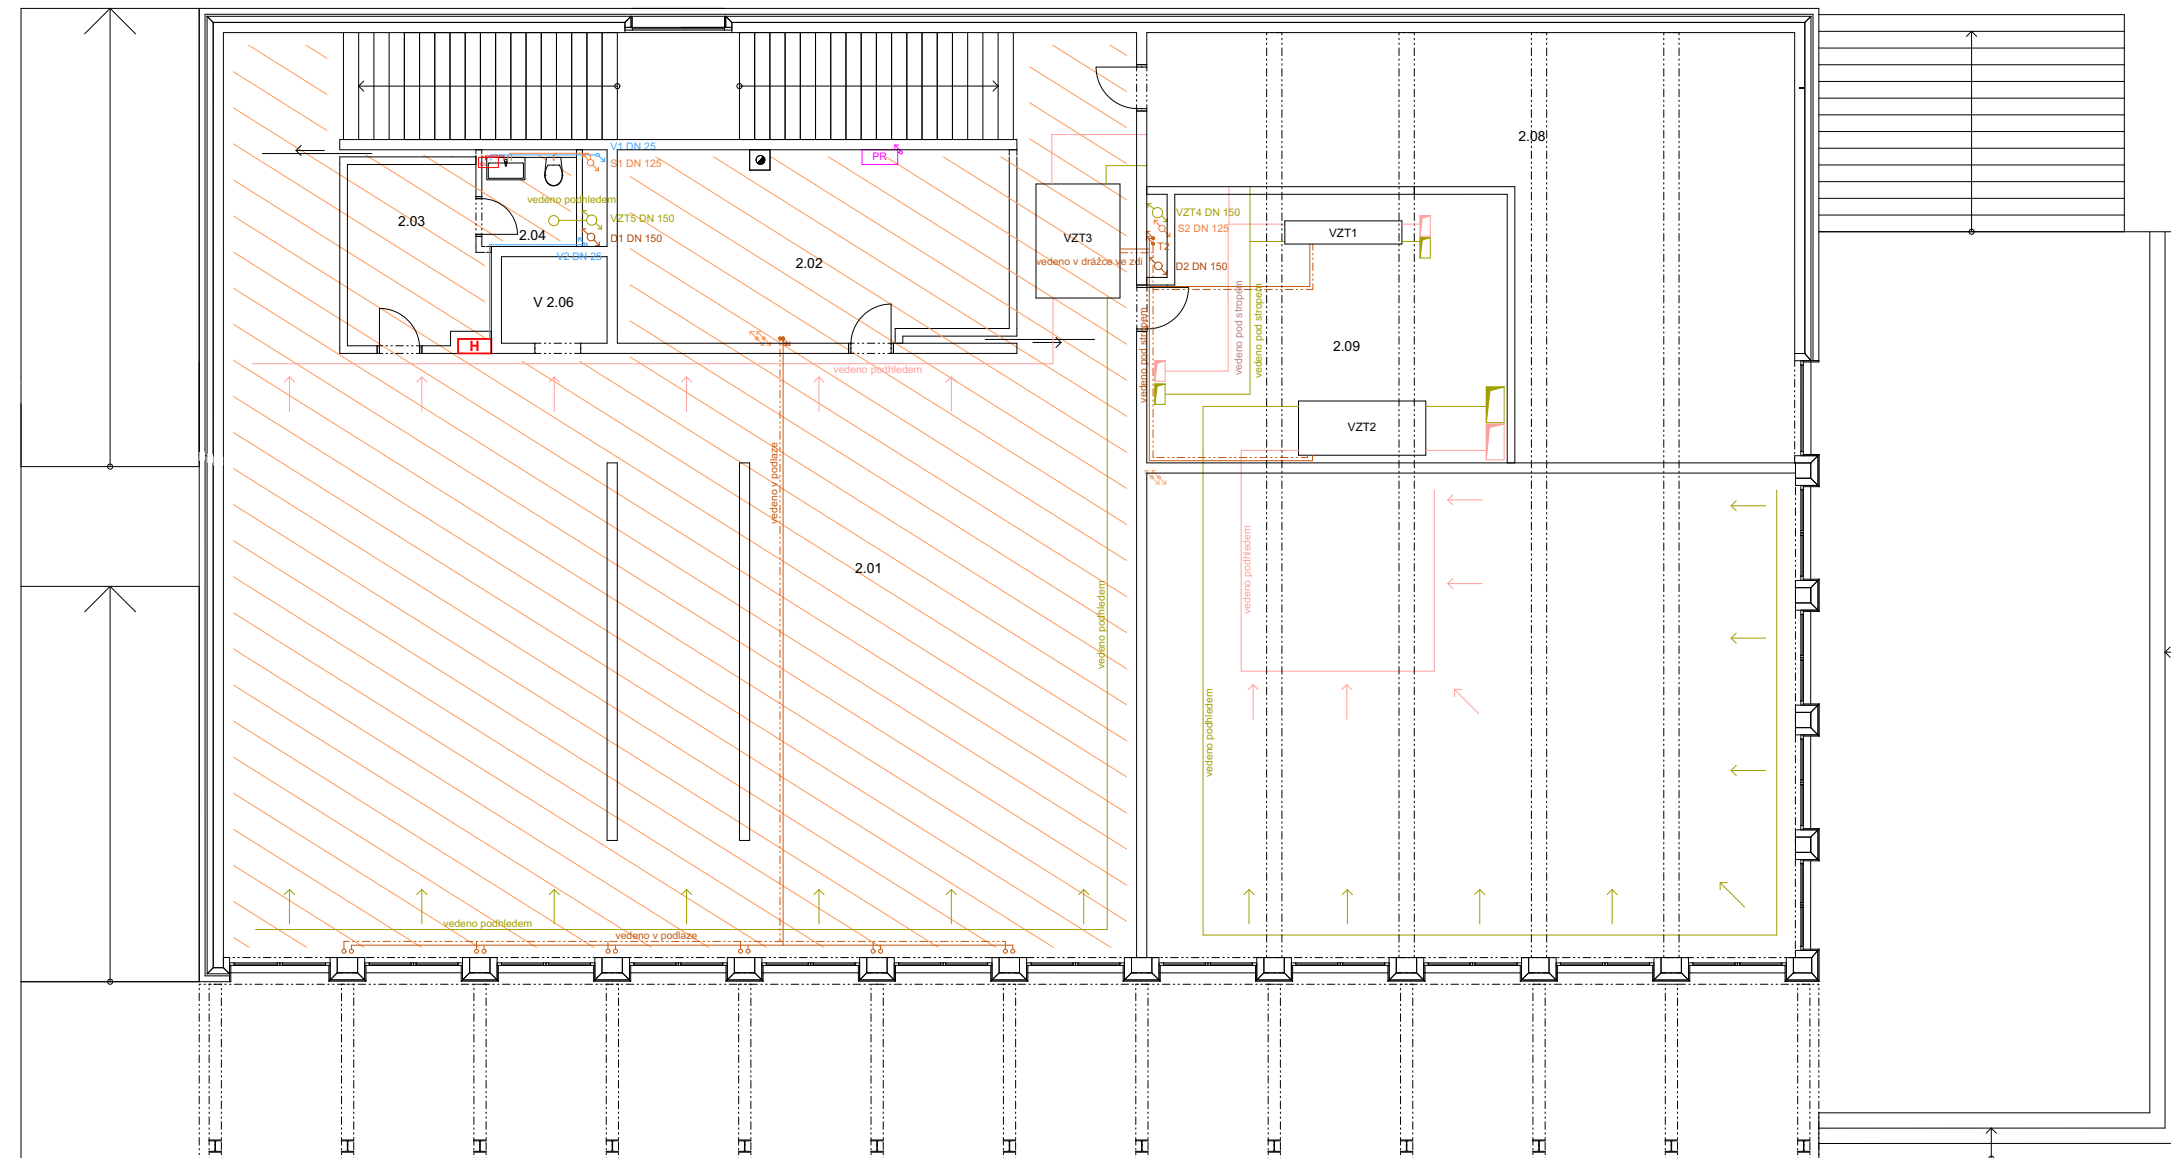 2.08
V1 DN 25
PR
S1 DN 125
vedeno podhledem
2.03
2.04
VZT5 DN 150
D1 DN 150
V2 DN 25
2.02
V 2.06
H
VZT3
VZT4 DN 150
S2 DN 125
T2
vedeno v drážce ve zdi
D2 DN 150
VZT1
vedeno pod stropem
vedeno pod stropem
vedeno pod stropem
2.09
vedeno podhledem
VZT2
vedeno v podlaze
2.01
vedeno podhledem
vedeno podhledem
vedeno podhledem
vedeno podhledem
vedeno v podlaze